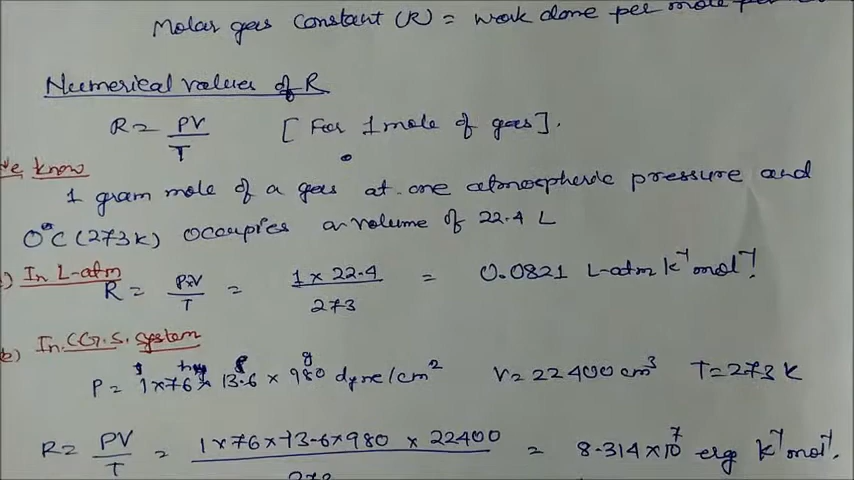 Molar gas Constant (R) = work done per mole per
Numerical values of R
R = PV/T [For 1 mole of gas].
We know
1 gram mole of a gas at one atmospheric pressure and
0°C (273K) occupies a volume of 22.4 L
) In L-atm
R = P×V/T = 1 × 22.4/273 = 0.0821 L-atm K⁻¹ mol⁻¹.
b) In C.G.S. system
P = 1×76 × 13.6 × 980 dyne/cm² V = 22400 cm³ T = 273 K
R = PV/T = 1×76×13.6×980 × 22400/273 = 8.314×10⁷ erg K⁻¹ mol⁻¹.